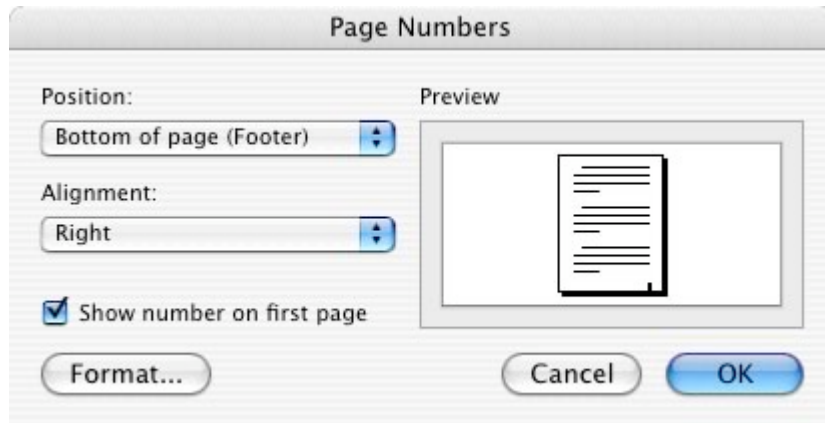 Page Numbers
Position:
Preview
Bottom of page (Footer)
Alignment:
Right
Show number on first page
Format...
Cancel
OK